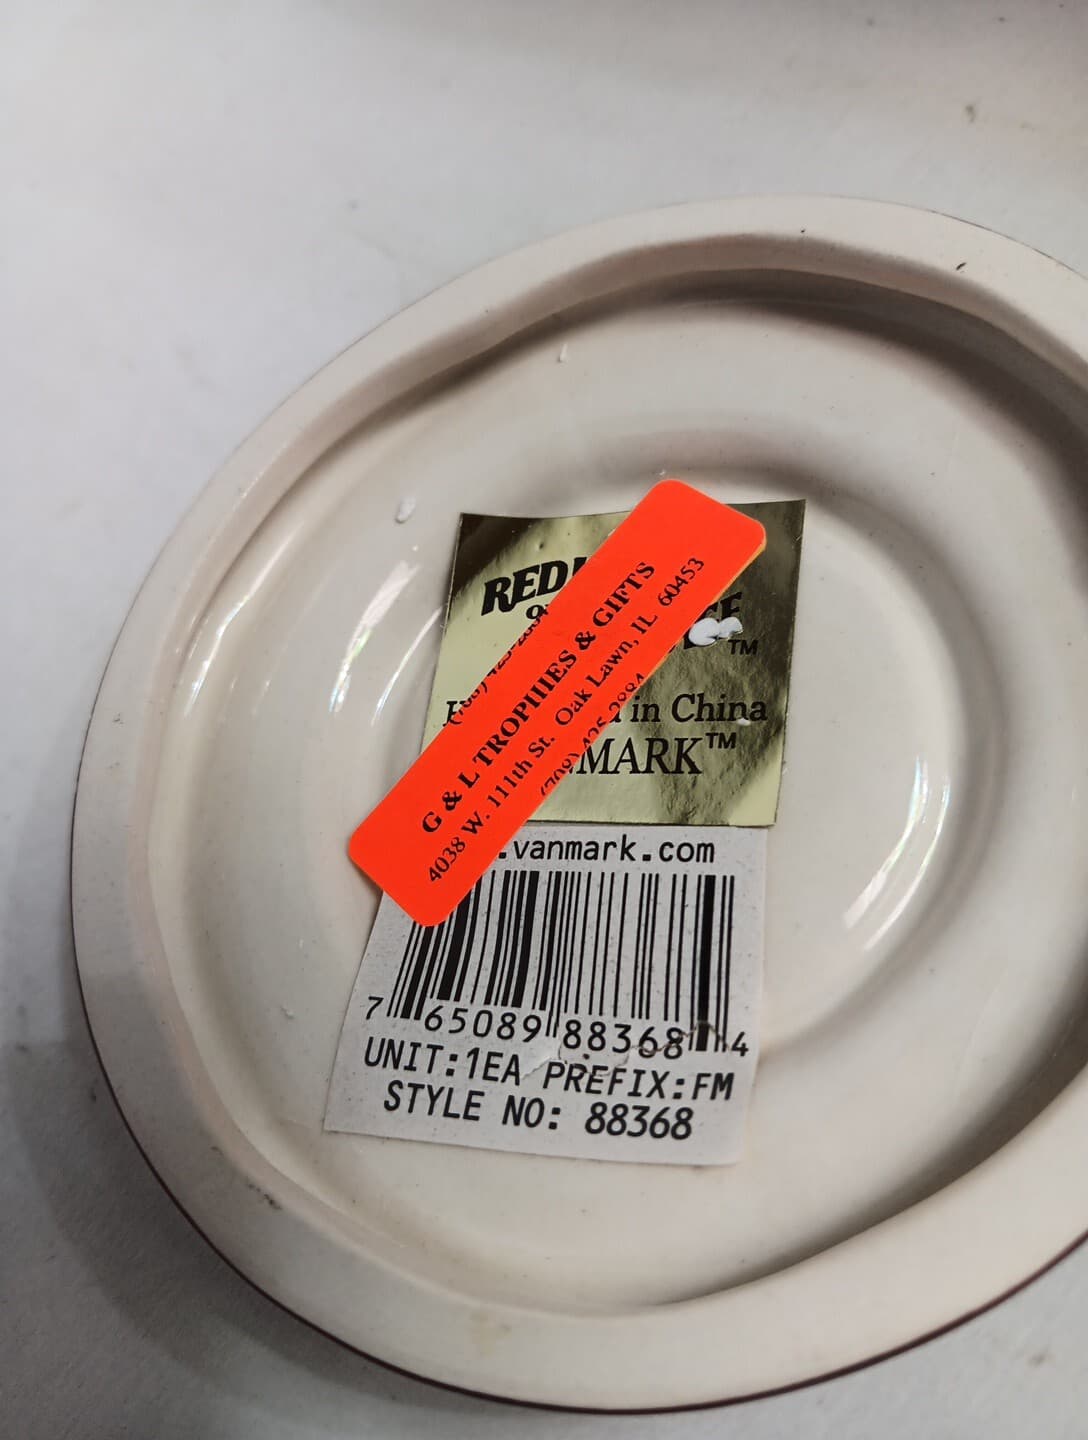 G & L TROPHIES & GIFTS
4038 W. 111th St. Oak Lawn, IL 60453
RED
TM
in China
MARK™
.vanmark.com
7 65089 88368 4
UNIT:1EA PREFIX:FM
STYLE NO: 88368